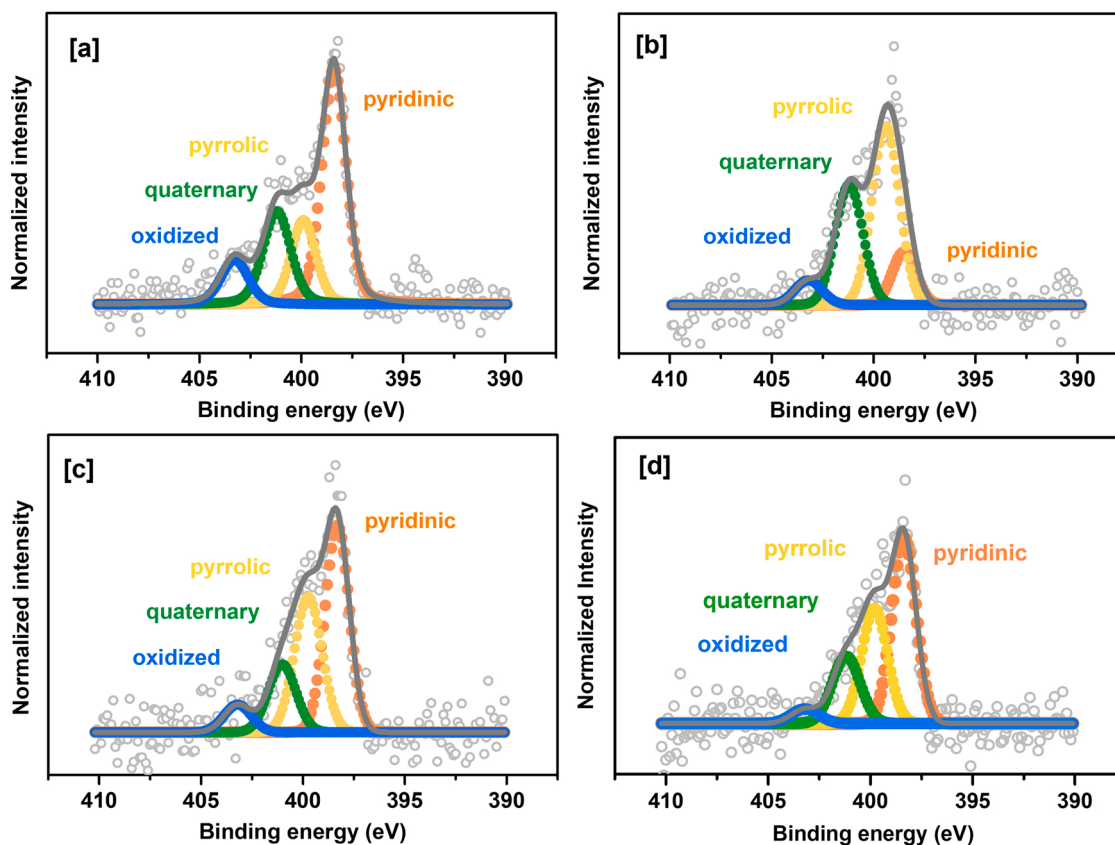 [a]
pyridinic
pyrrolic
quaternary
oxidized
Normalized intensity
410 405 400 395 390
Binding energy (eV)
[b]
pyrrolic
quaternary
oxidized
pyridinic
Normalized intensity
410 405 400 395 390
Binding energy (eV)
[c]
pyridinic
pyrrolic
quaternary
oxidized
Normalized intensity
410 405 400 395 390
Binding energy (eV)
[d]
pyrrolic
pyridinic
quaternary
oxidized
Normalized Intensity
410 405 400 395 390
Binding energy (eV)